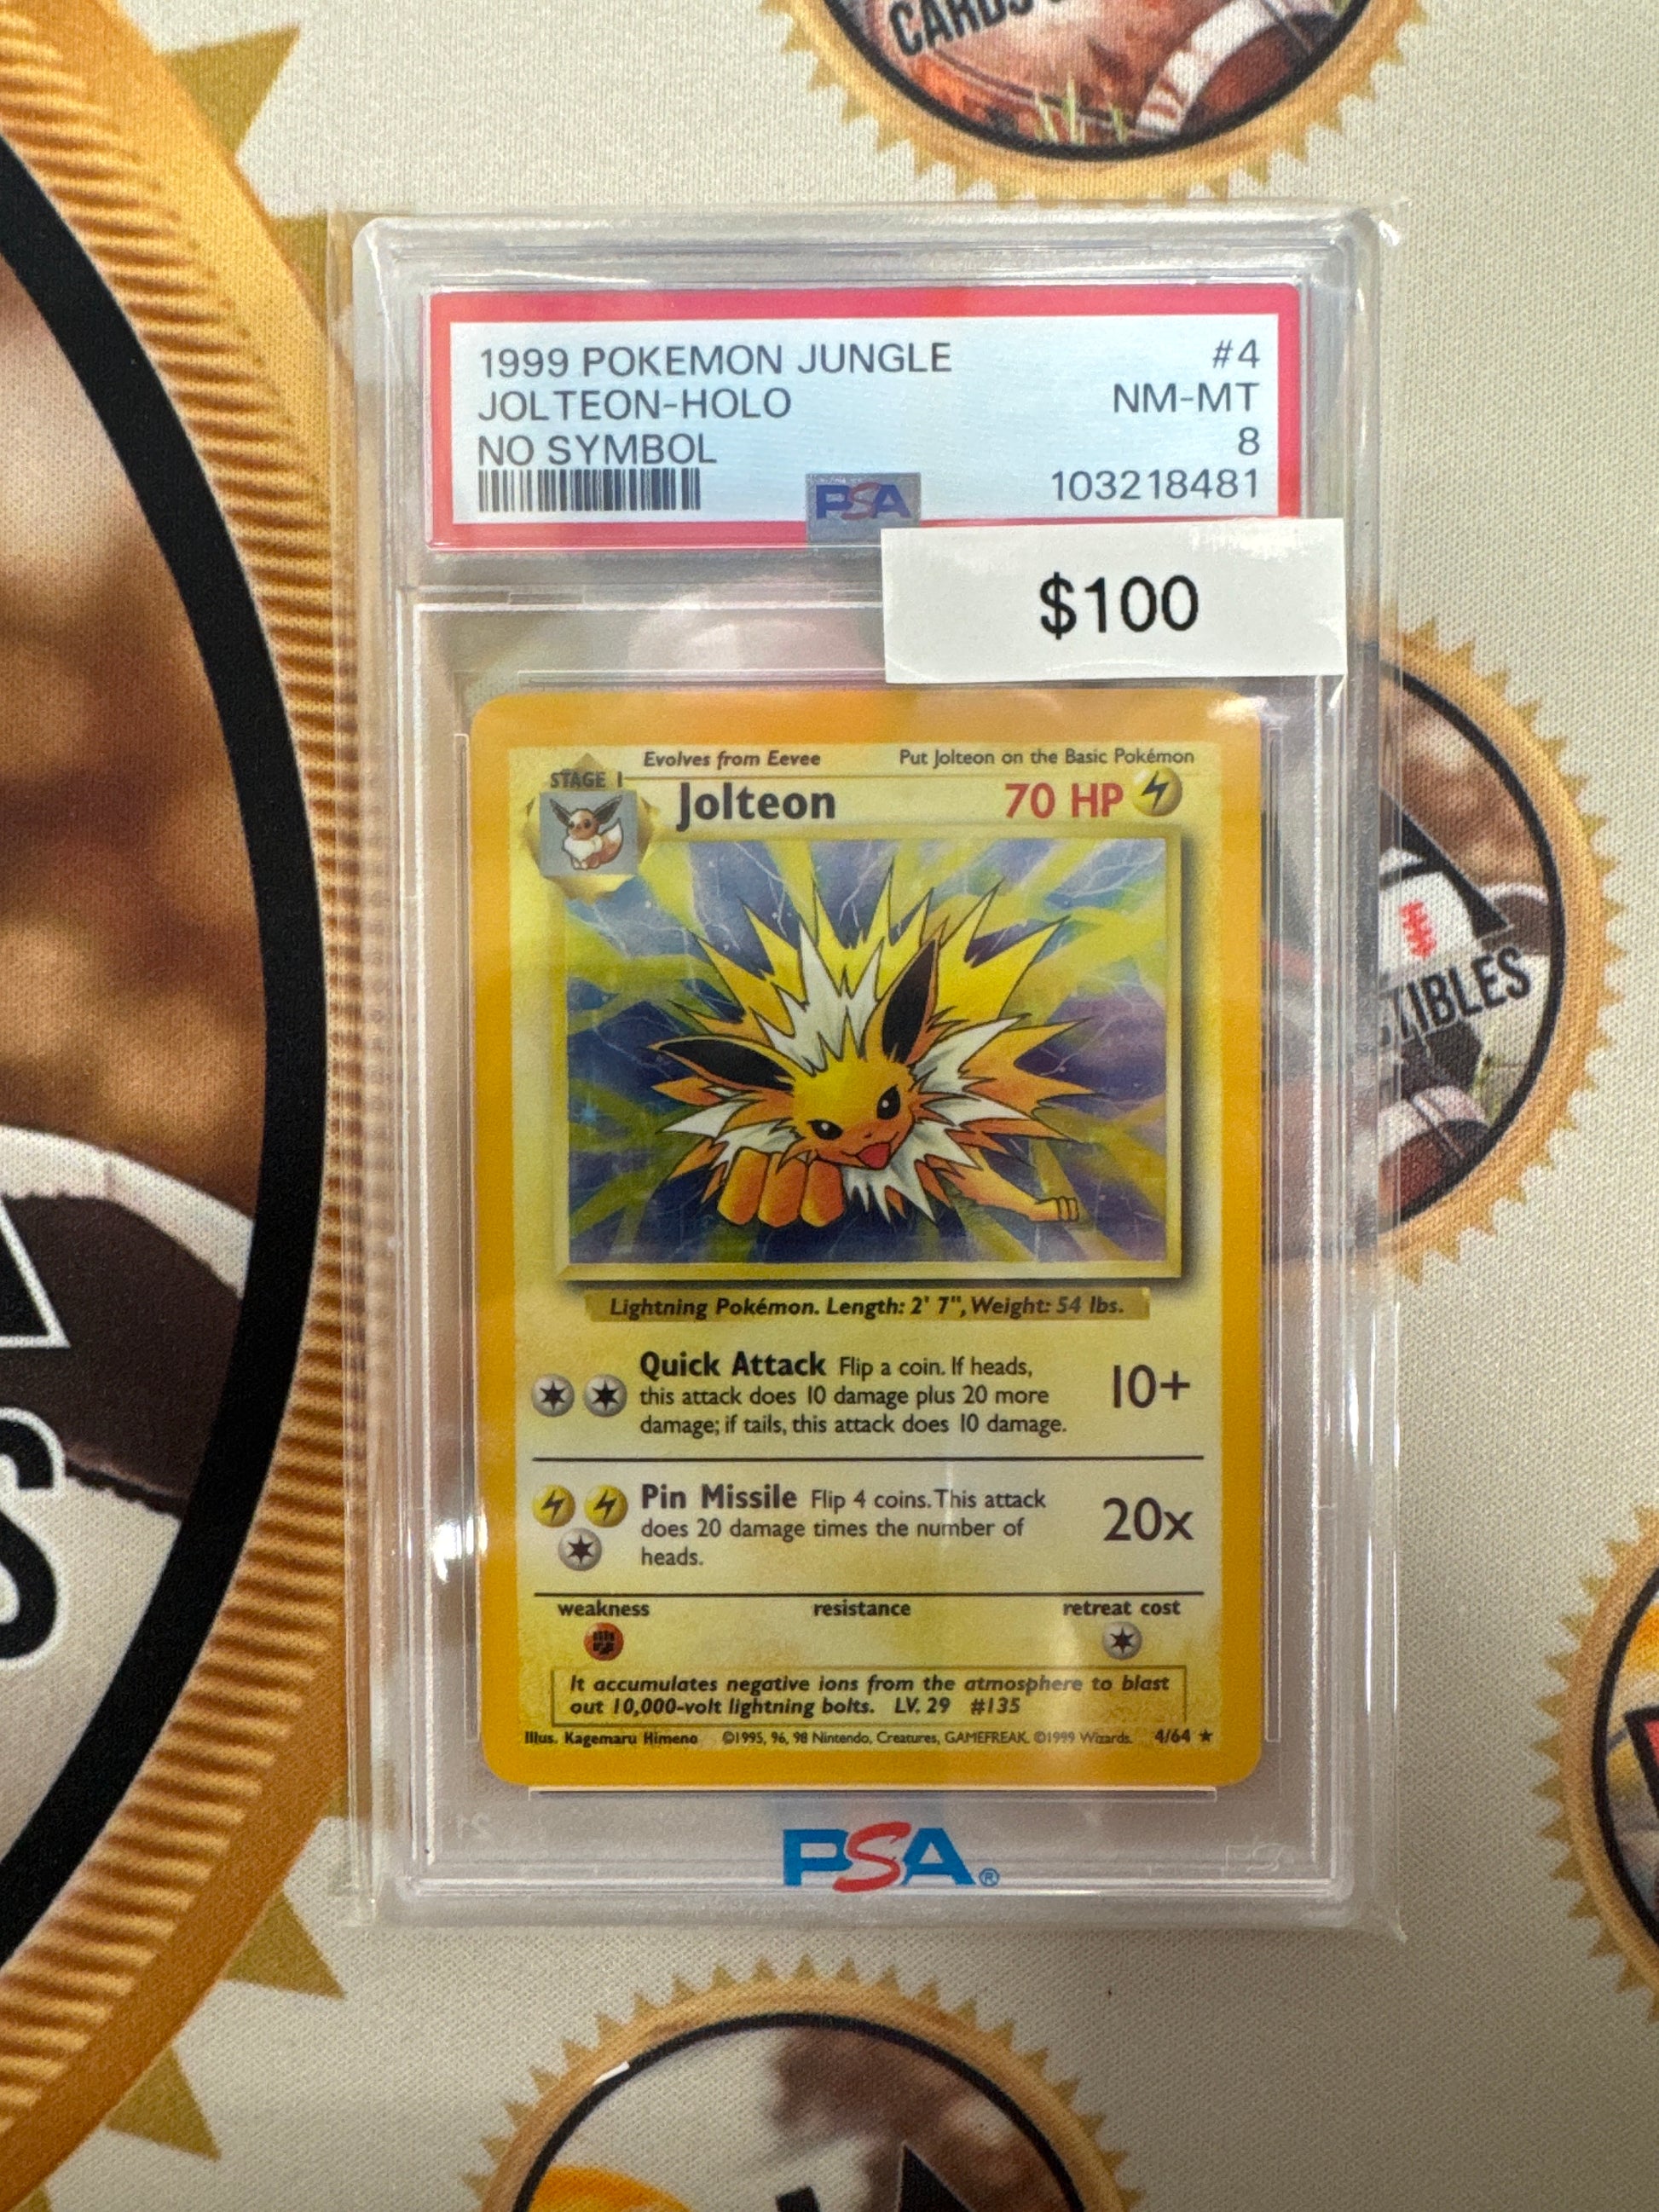 CARDS
1999 POKEMON JUNGLE #4
JOLTEON-HOLO NM-MT
NO SYMBOL 8
PSA 103218481
$100
Evolves from Eevee Put Jolteon on the Basic Pokémon
STAGE 1
Jolteon 70 HP
Lightning Pokémon. Length: 2' 7", Weight: 54 lbs.
Quick Attack Flip a coin. If heads,
this attack does 10 damage plus 20 more
damage; if tails, this attack does 10 damage.
10+
Pin Missile Flip 4 coins. This attack
does 20 damage times the number of
heads.
20x
weakness resistance retreat cost
It accumulates negative ions from the atmosphere to blast
out 10,000-volt lightning bolts. LV. 29 #135
Illus. Kagemaru Himeno ©1995, 96, 98 Nintendo, Creatures, GAMEFREAK. ©1999 Wizards. 4/64 ★
PSA®